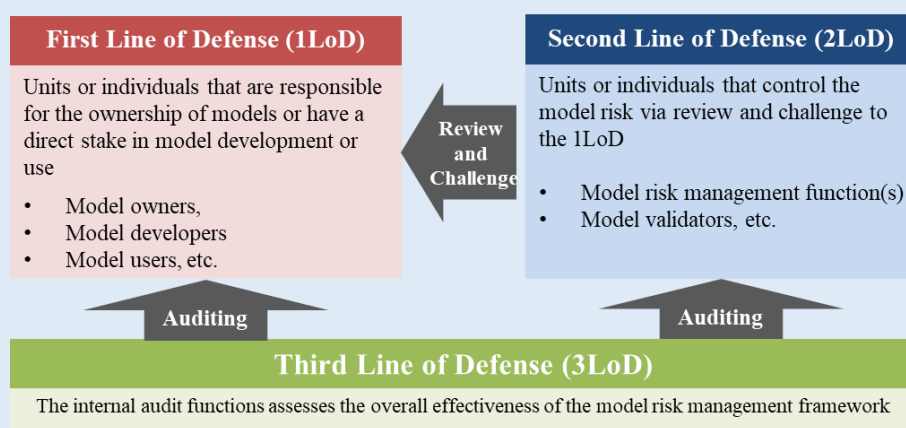 First Line of Defense (1LoD)
Units or individuals that are responsible
for the ownership of models or have a
direct stake in model development or
use
• Model owners,
• Model developers
• Model users, etc.
Review
and
Challenge
Second Line of Defense (2LoD)
Units or individuals that control the
model risk via review and challenge to
the 1LoD
• Model risk management function(s)
• Model validators, etc.
Auditing
Auditing
Third Line of Defense (3LoD)
The internal audit functions assesses the overall effectiveness of the model risk management framework